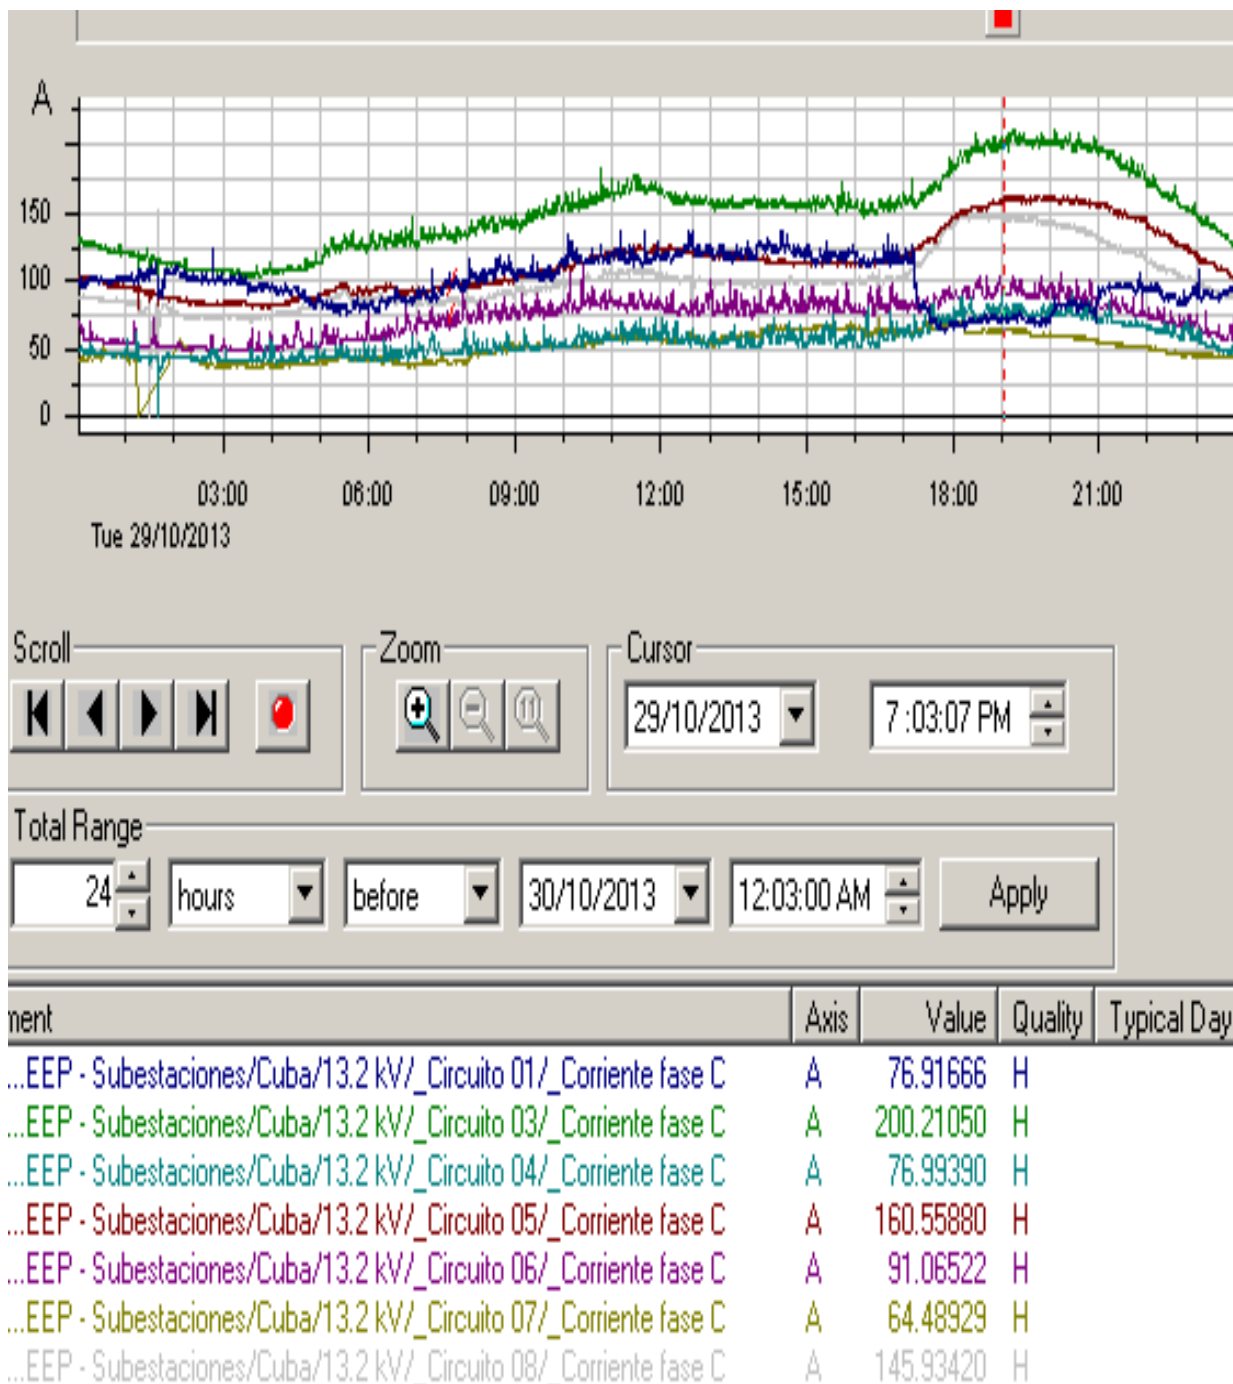 A
150
100
50
0
03:00 06:00 09:00 12:00 15:00 18:00 21:00
Tue 29/10/2013
Scroll Zoom Cursor
29/10/2013 7:03:07 PM
Total Range
24 hours before 30/10/2013 12:03:00 AM Apply
ment Axis Value Quality Typical Day
...EEP - Subestaciones/Cuba/13.2 kV/_Circuito 01/_Corriente fase C A 76.91666 H
...EEP - Subestaciones/Cuba/13.2 kV/_Circuito 03/_Corriente fase C A 200.21050 H
...EEP - Subestaciones/Cuba/13.2 kV/_Circuito 04/_Corriente fase C A 76.99390 H
...EEP - Subestaciones/Cuba/13.2 kV/_Circuito 05/_Corriente fase C A 160.55880 H
...EEP - Subestaciones/Cuba/13.2 kV/_Circuito 06/_Corriente fase C A 91.06522 H
...EEP - Subestaciones/Cuba/13.2 kV/_Circuito 07/_Corriente fase C A 64.48929 H
...EEP - Subestaciones/Cuba/13.2 kV/_Circuito 08/_Corriente fase C A 145.93420 H